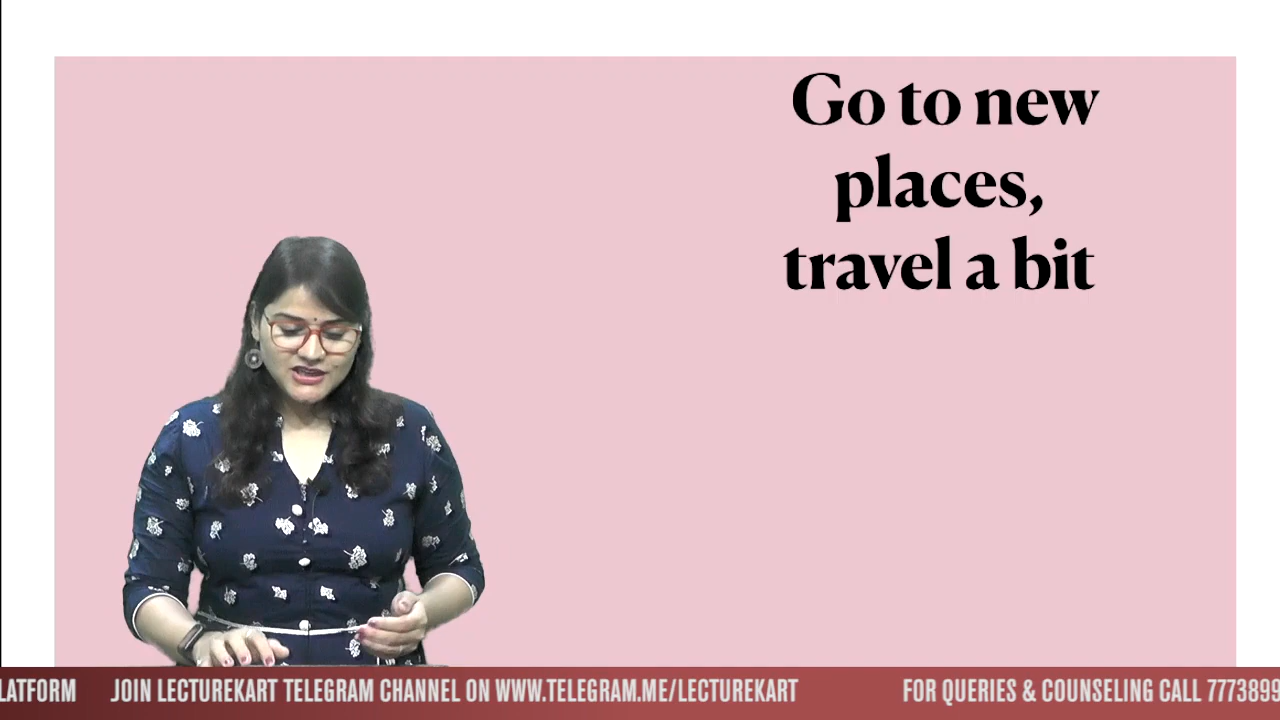 Go to new
places,
travel a bit
LATFORM JOIN LECTUREKART TELEGRAM CHANNEL ON WWW.TELEGRAM.ME/LECTUREKART FOR QUERIES & COUNSELING CALL 7773899